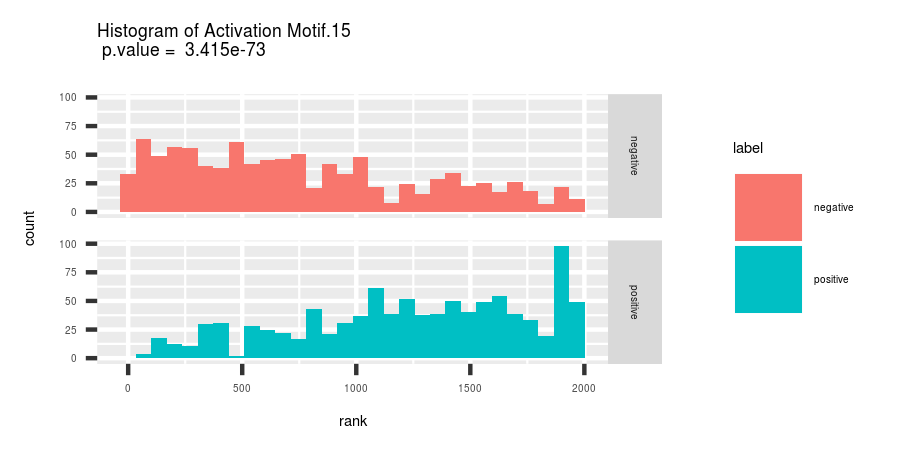 Histogram of Activation Motif.15
p.value = 3.415e-73
count
100
75
50
25
0
negative
100
75
50
25
0
positive
0 500 1000 1500 2000
rank
label
negative
positive